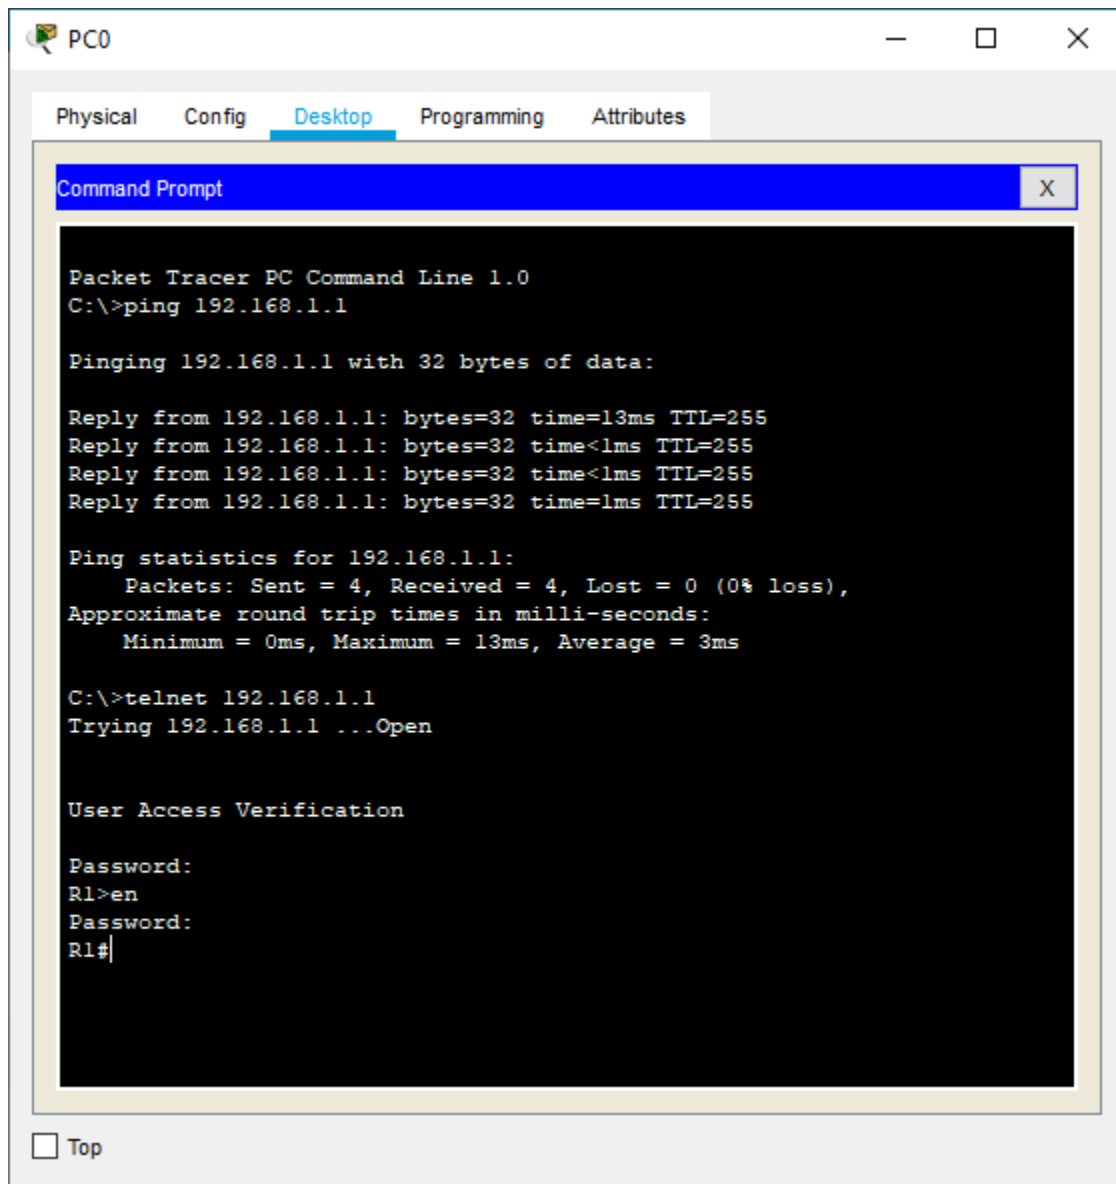 PC0
Physical Config Desktop Programming Attributes
Command Prompt X
Packet Tracer PC Command Line 1.0
C:\>ping 192.168.1.1
Pinging 192.168.1.1 with 32 bytes of data:
Reply from 192.168.1.1: bytes=32 time=13ms TTL=255
Reply from 192.168.1.1: bytes=32 time<1ms TTL=255
Reply from 192.168.1.1: bytes=32 time<1ms TTL=255
Reply from 192.168.1.1: bytes=32 time=1ms TTL=255
Ping statistics for 192.168.1.1:
    Packets: Sent = 4, Received = 4, Lost = 0 (0% loss),
Approximate round trip times in milli-seconds:
    Minimum = 0ms, Maximum = 13ms, Average = 3ms
C:\>telnet 192.168.1.1
Trying 192.168.1.1 ...Open
User Access Verification
Password:
R1>en
Password:
R1#
Top